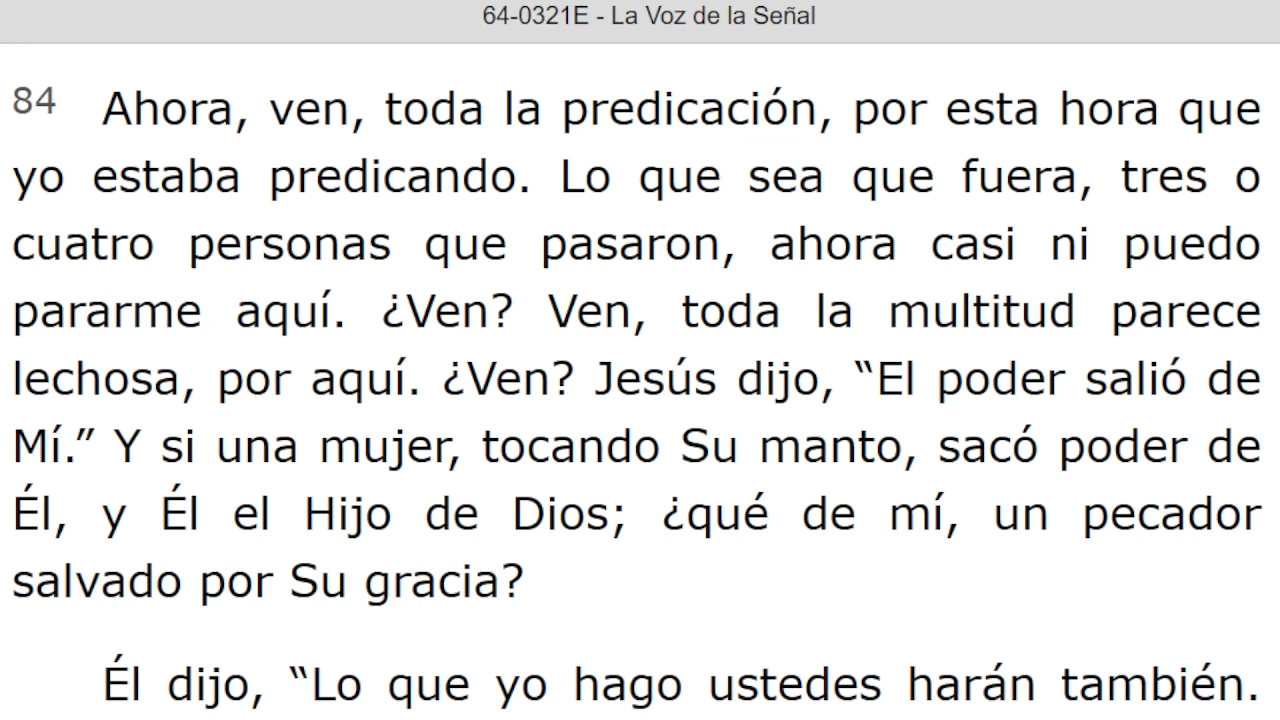 64-0321E - La Voz de la Señal
84 Ahora, ven, toda la predicación, por esta hora que
yo estaba predicando. Lo que sea que fuera, tres o
cuatro personas que pasaron, ahora casi ni puedo
pararme aquí. ¿Ven? Ven, toda la multitud parece
lechosa, por aquí. ¿Ven? Jesús dijo, “El poder salió de
Mí.” Y si una mujer, tocando Su manto, sacó poder de
Él, y Él el Hijo de Dios; ¿qué de mí, un pecador
salvado por Su gracia?
Él dijo, “Lo que yo hago ustedes harán también.